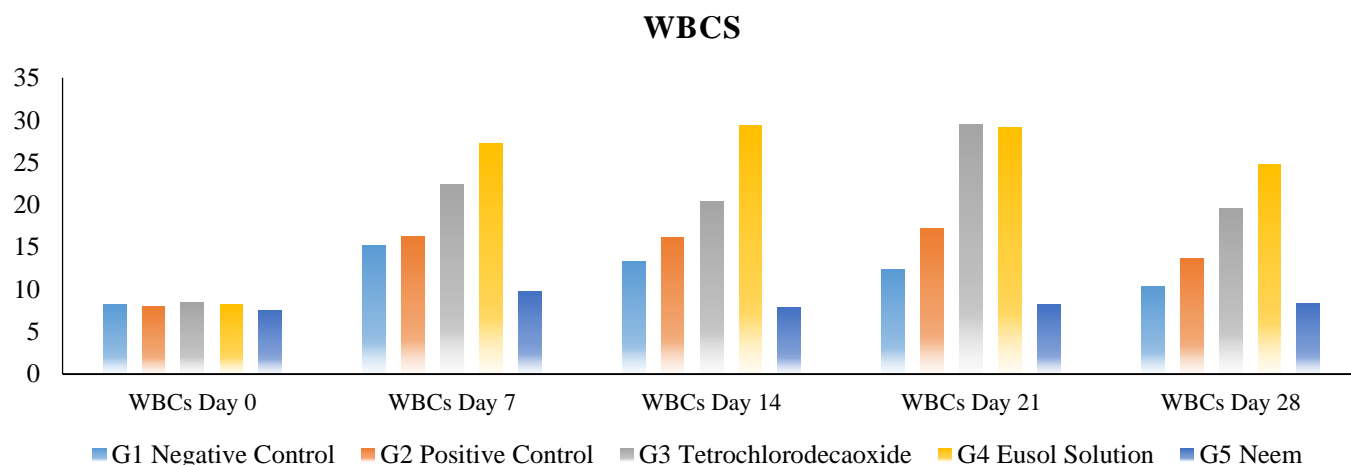 WBCS
35
30
25
20
15
10
5
0
WBCs Day 0 WBCs Day 7 WBCs Day 14 WBCs Day 21 WBCs Day 28
G1 Negative Control G2 Positive Control G3 Tetrochlorodecaoxide G4 Eusol Solution G5 Neem